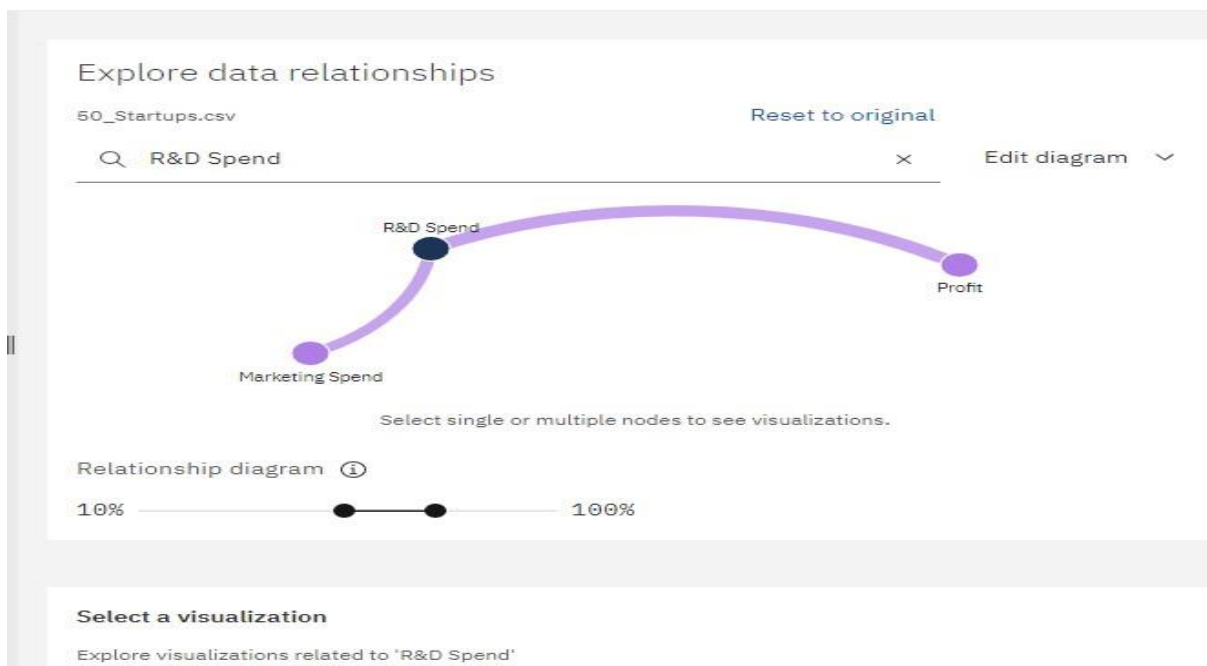 Explore data relationships
50_Startups.csv Reset to original
R&D Spend × Edit diagram
R&D Spend
Profit
Marketing Spend
Select single or multiple nodes to see visualizations.
Relationship diagram
10% 100%
Select a visualization
Explore visualizations related to 'R&D Spend'